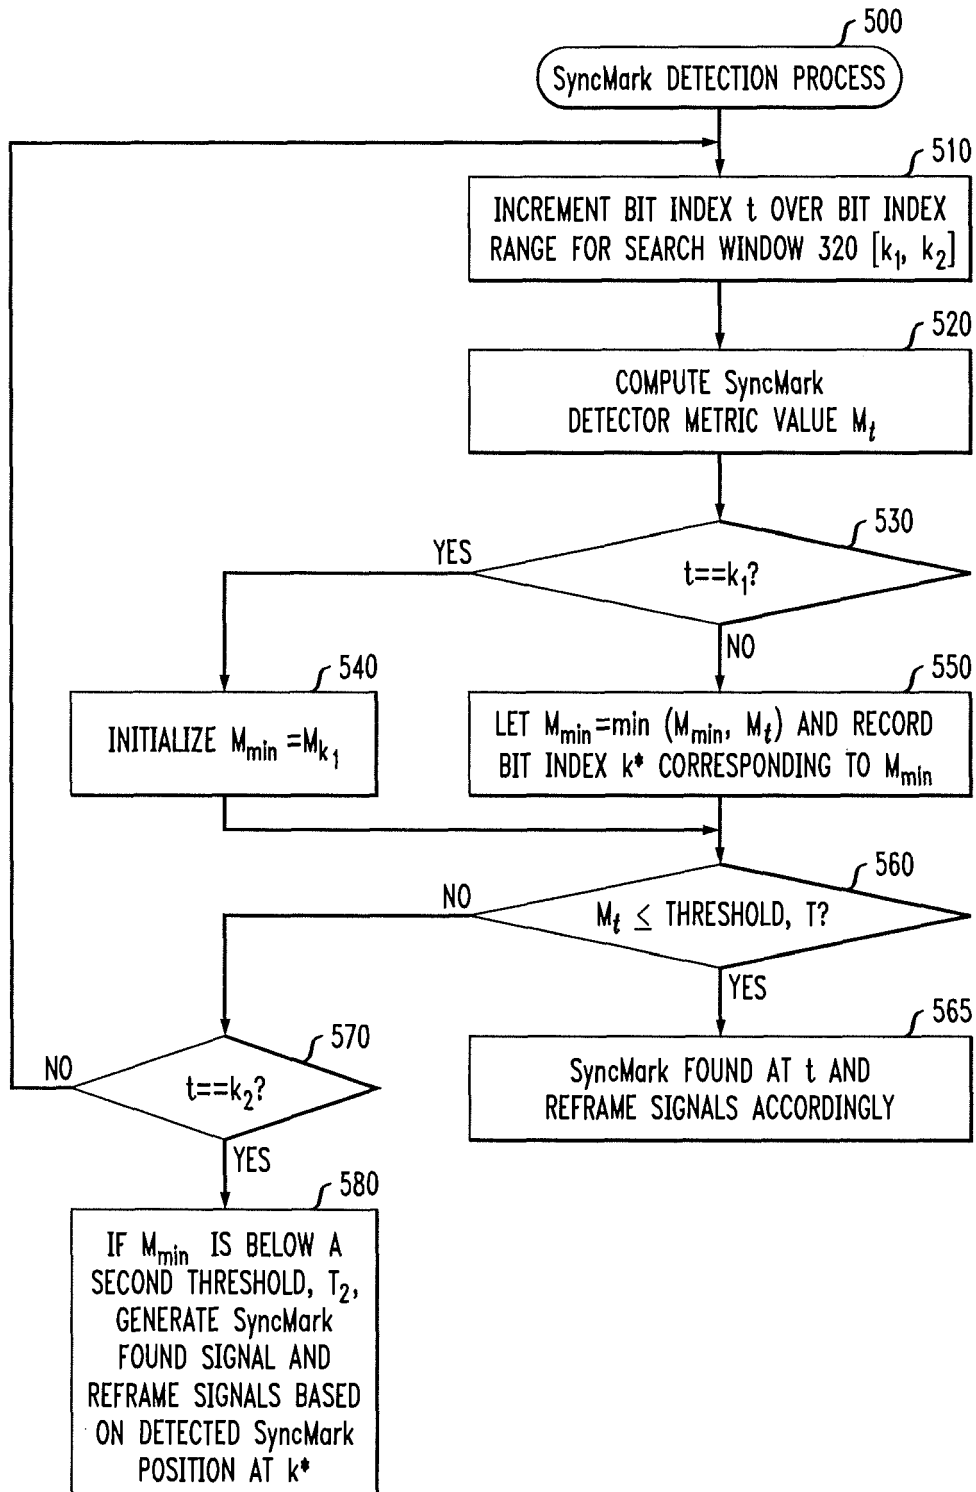 500
SyncMark DETECTION PROCESS
510
INCREMENT BIT INDEX t OVER BIT INDEX
RANGE FOR SEARCH WINDOW 320 [k₁, k₂]
520
COMPUTE SyncMark
DETECTOR METRIC VALUE Mₜ
530
YES
t==k₁?
NO
540
INITIALIZE Mmin =Mk₁
550
LET Mmin=min (Mmin, Mₜ) AND RECORD
BIT INDEX k* CORRESPONDING TO Mmin
560
NO
Mₜ ≤ THRESHOLD, T?
YES
565
SyncMark FOUND AT t AND
REFRAME SIGNALS ACCORDINGLY
570
NO
t==k₂?
YES
580
IF Mmin IS BELOW A
SECOND THRESHOLD, T₂,
GENERATE SyncMark
FOUND SIGNAL AND
REFRAME SIGNALS BASED
ON DETECTED SyncMark
POSITION AT k*